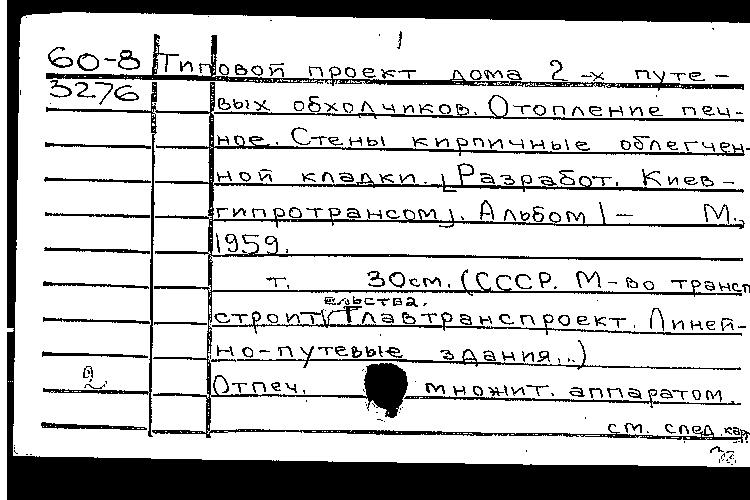 1
60-8 Типовой проект дома 2-х путе-
3276 вых обходчиков. Отопление печ-
ное. Стены кирпичные облегчен-
ной кладки. [Разработ. Киев-
гипротрансом]. Альбом 1- М.,
1959.
т. 30см. (СССР. М-во трансп
ельства.
строит Главтранспроект. Линей-
но-путевые здания..)
2 Отпеч. множит. аппаратом.
см. след. карт